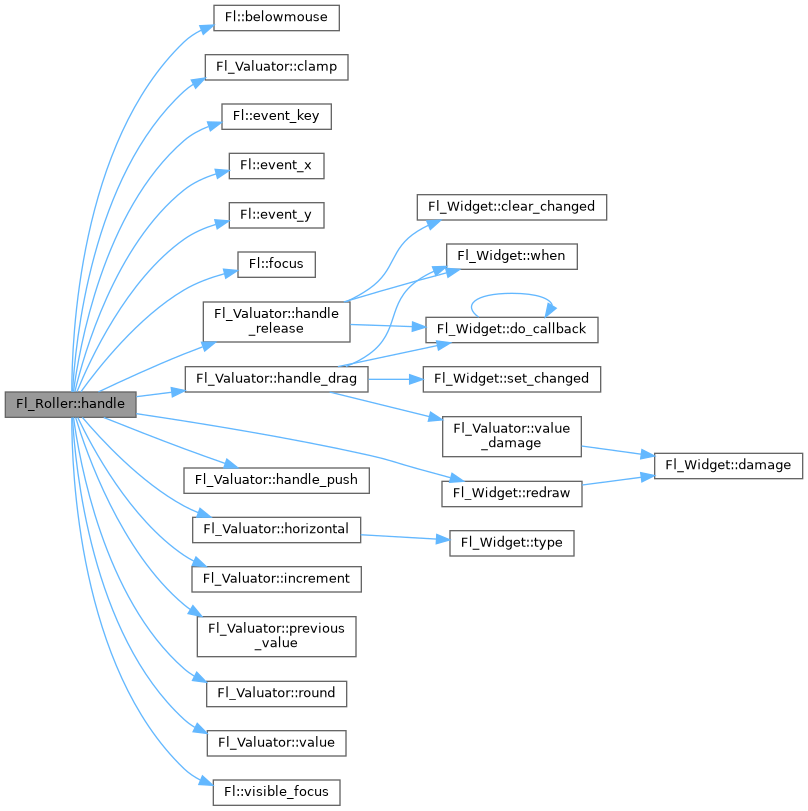 Fl::belowmouse
Fl_Valuator::clamp
Fl::event_key
Fl::event_x
Fl::event_y
Fl::focus
Fl_Valuator::handle
_release
Fl_Valuator::handle_drag
Fl_Roller::handle
Fl_Valuator::handle_push
Fl_Valuator::horizontal
Fl_Valuator::increment
Fl_Valuator::previous
_value
Fl_Valuator::round
Fl_Valuator::value
Fl::visible_focus
Fl_Widget::clear_changed
Fl_Widget::when
Fl_Widget::do_callback
Fl_Widget::set_changed
Fl_Valuator::value
_damage
Fl_Widget::redraw
Fl_Widget::type
Fl_Widget::damage